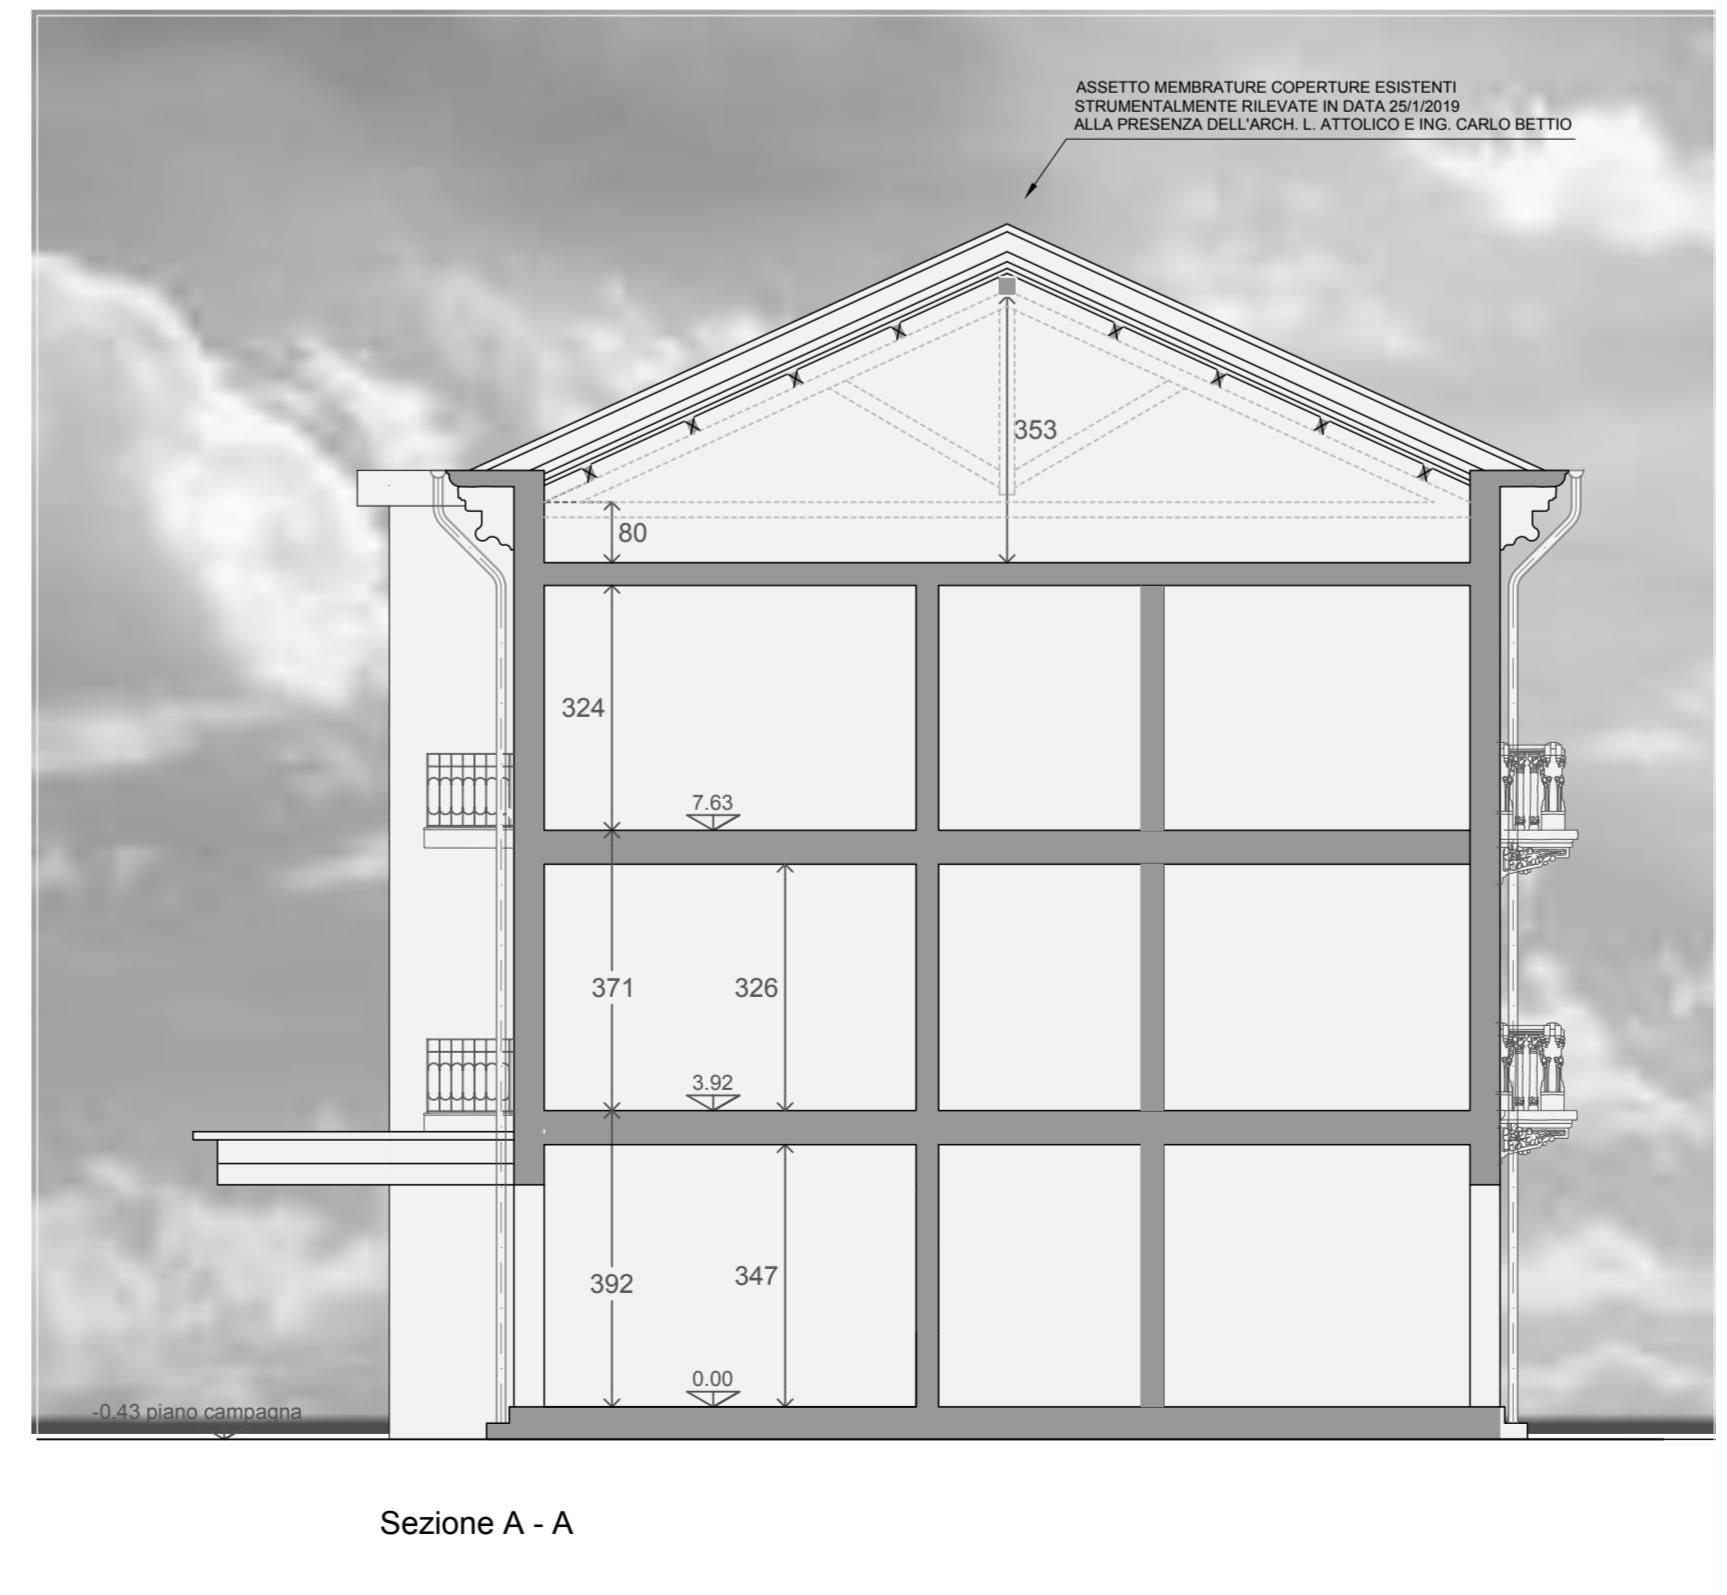 ASSETTO MEMBRATURE COPERTURE ESISTENTI
STRUMENTALMENTE RILEVATE IN DATA 25/1/2019
ALLA PRESENZA DELL'ARCH. L. ATTOLICO E ING. CARLO BETTIO
353
80
324
7.63
371
326
3.92
392
347
0.00
-0,43 piano campagna
Sezione A - A